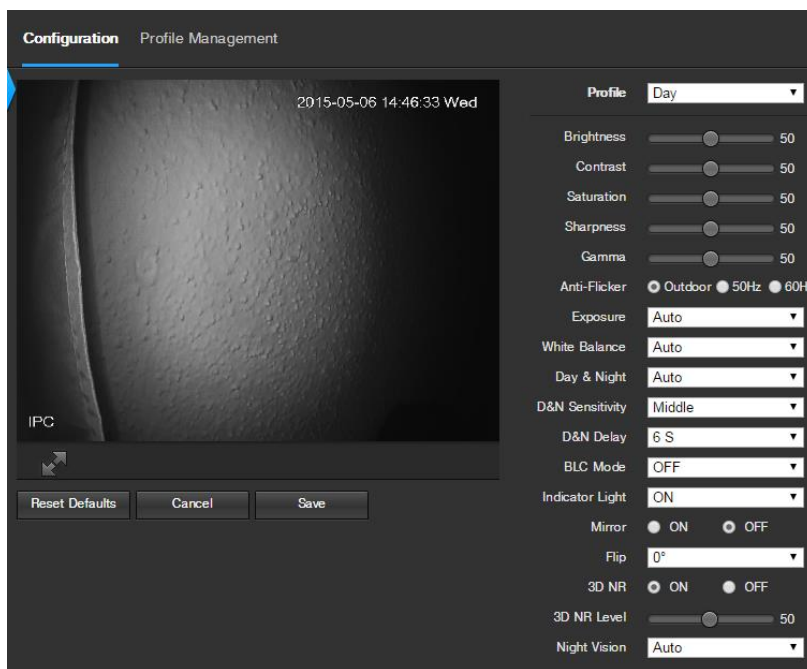 Configuration Profile Management
2015-05-06 14:46:33 Wed
IPC
Reset Defaults Cancel Save
Profile Day
Brightness 50
Contrast 50
Saturation 50
Sharpness 50
Gamma 50
Anti-Flicker Outdoor 50Hz 60H
Exposure Auto
White Balance Auto
Day & Night Auto
D&N Sensitivity Middle
D&N Delay 6 S
BLC Mode OFF
Indicator Light ON
Mirror ON OFF
Flip 0°
3D NR ON OFF
3D NR Level 50
Night Vision Auto